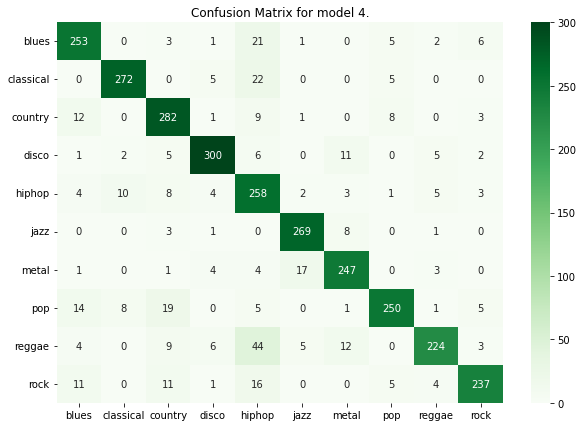 Confusion Matrix for model 4.
blues 253 0 3 1 21 1 0 5 2 6
classical 0 272 0 5 22 0 0 5 0 0
country 12 0 282 1 9 1 0 8 0 3
disco 1 2 5 300 6 0 11 0 5 2
hiphop 4 10 8 4 258 2 3 1 5 3
jazz 0 0 3 1 0 269 8 0 1 0
metal 1 0 1 4 4 17 247 0 3 0
pop 14 8 19 0 5 0 1 250 1 5
reggae 4 0 9 6 44 5 12 0 224 3
rock 11 0 11 1 16 0 0 5 4 237
blues classical country disco hiphop jazz metal pop reggae rock
300
250
200
150
100
50
0